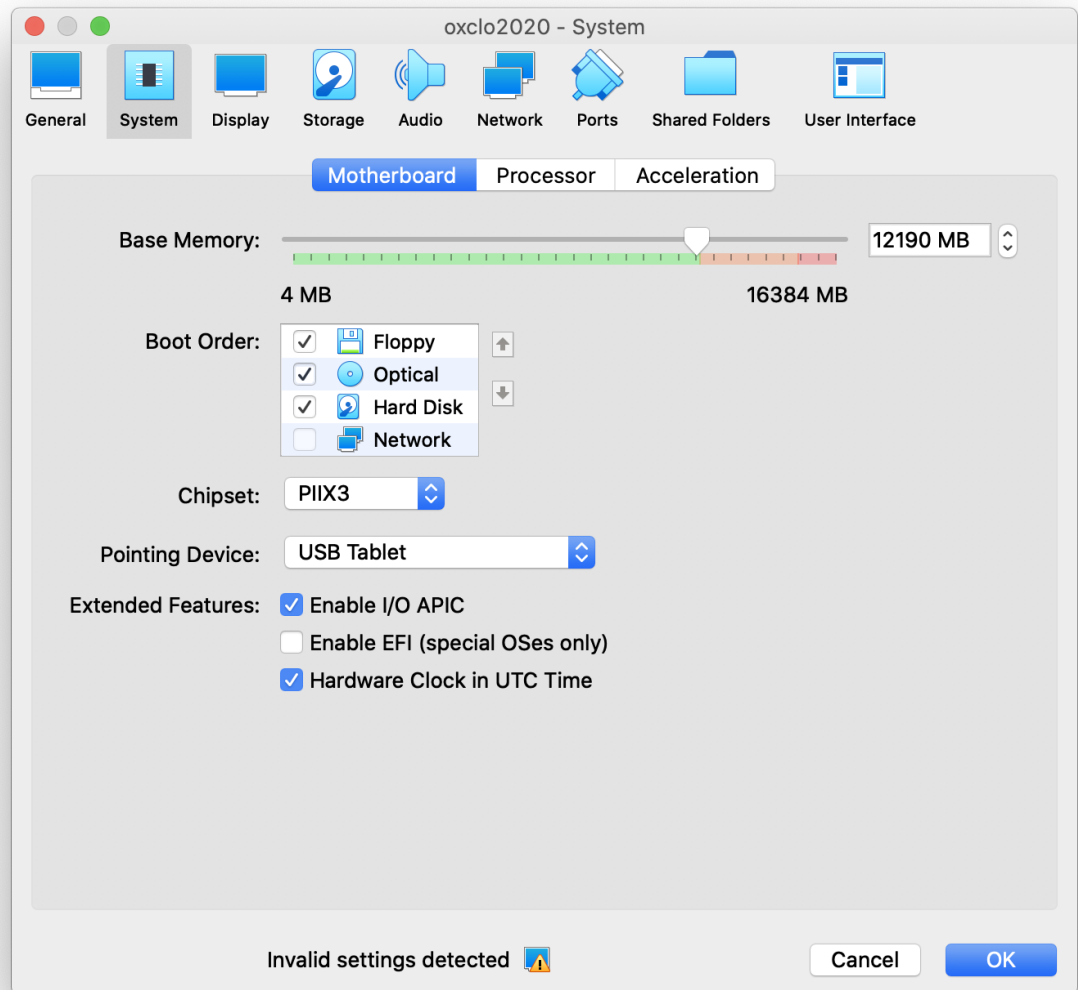 oxclo2020 - System
General System Display Storage Audio Network Ports Shared Folders User Interface
Motherboard Processor Acceleration
Base Memory: 12190 MB
4 MB 16384 MB
Boot Order: Floppy
Optical
Hard Disk
Network
Chipset: PIIX3
Pointing Device: USB Tablet
Extended Features: Enable I/O APIC
Enable EFI (special OSes only)
Hardware Clock in UTC Time
Invalid settings detected Cancel OK